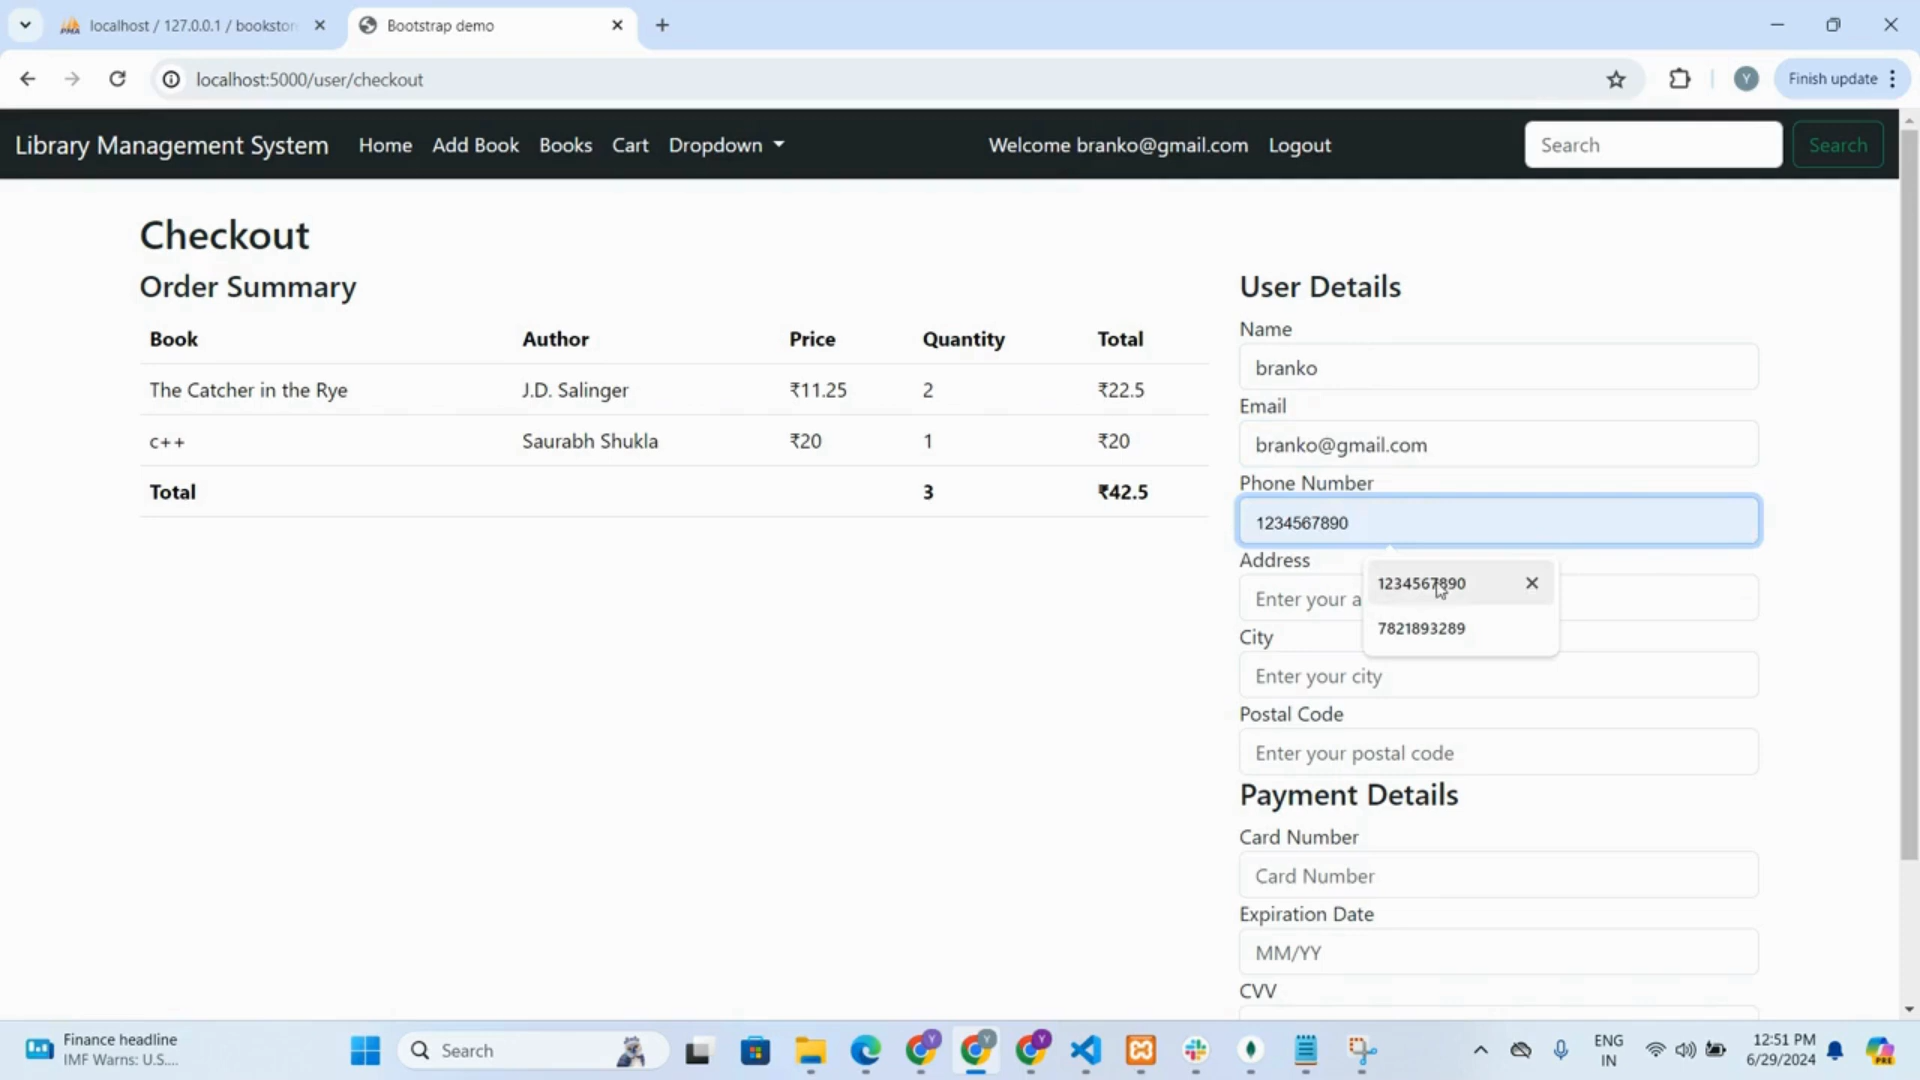 localhost / 127.0.0.1 / bookstor
Bootstrap demo
localhost:5000/user/checkout
Y
Finish update
Library Management System Home Add Book Books Cart Dropdown Welcome branko@gmail.com Logout Search Search
Checkout
Order Summary
Book Author Price Quantity Total
The Catcher in the Rye J.D. Salinger ₹11.25 2 ₹22.5
c++ Saurabh Shukla ₹20 1 ₹20
Total 3 ₹42.5
User Details
Name
branko
Email
branko@gmail.com
Phone Number
1234567890
Address
Enter your a
1234567890
7821893289
City
Enter your city
Postal Code
Enter your postal code
Payment Details
Card Number
Card Number
Expiration Date
MM/YY
CVV
Finance headline
IMF Warns: U.S....
Search
ENG
IN
12:51 PM
6/29/2024
PRE